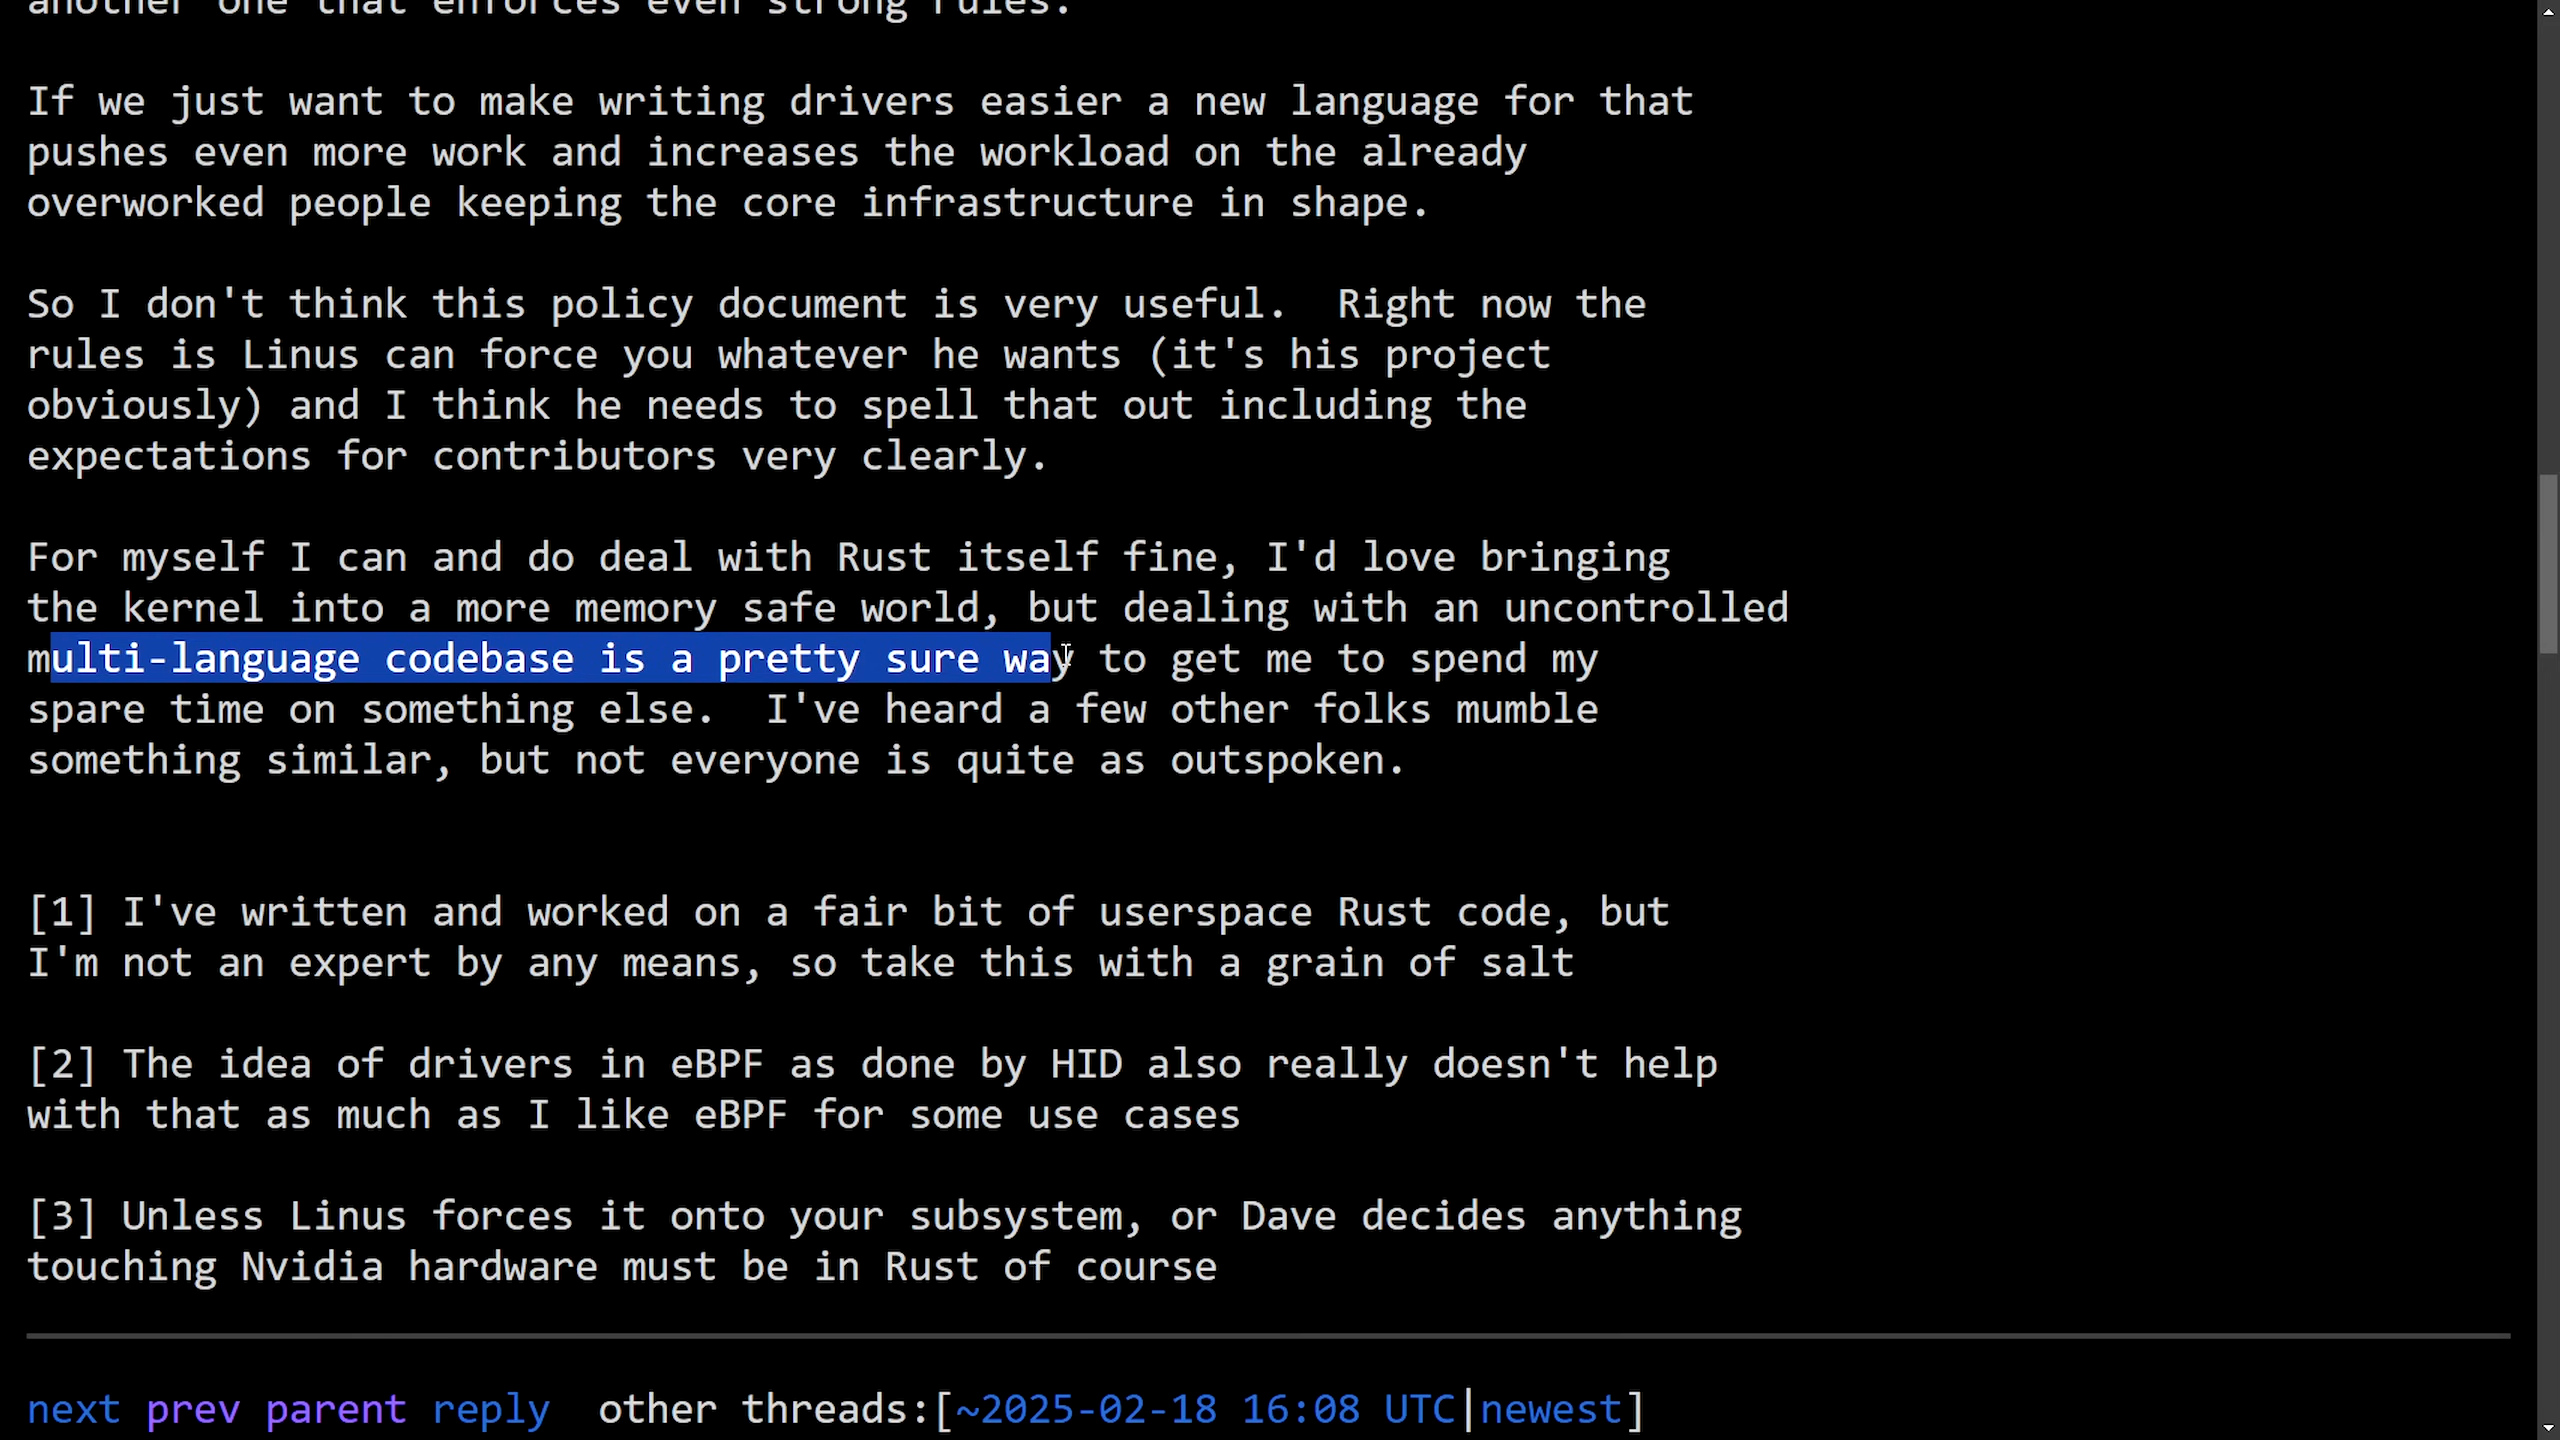 another one that enforces even strong rules.
If we just want to make writing drivers easier a new language for that
pushes even more work and increases the workload on the already
overworked people keeping the core infrastructure in shape.
So I don't think this policy document is very useful.  Right now the
rules is Linus can force you whatever he wants (it's his project
obviously) and I think he needs to spell that out including the
expectations for contributors very clearly.
For myself I can and do deal with Rust itself fine, I'd love bringing
the kernel into a more memory safe world, but dealing with an uncontrolled
multi-language codebase is a pretty sure way to get me to spend my
spare time on something else.  I've heard a few other folks mumble
something similar, but not everyone is quite as outspoken.
[1] I've written and worked on a fair bit of userspace Rust code, but
I'm not an expert by any means, so take this with a grain of salt
[2] The idea of drivers in eBPF as done by HID also really doesn't help
with that as much as I like eBPF for some use cases
[3] Unless Linus forces it onto your subsystem, or Dave decides anything
touching Nvidia hardware must be in Rust of course
next prev parent reply  other threads:[~2025-02-18 16:08 UTC|newest]